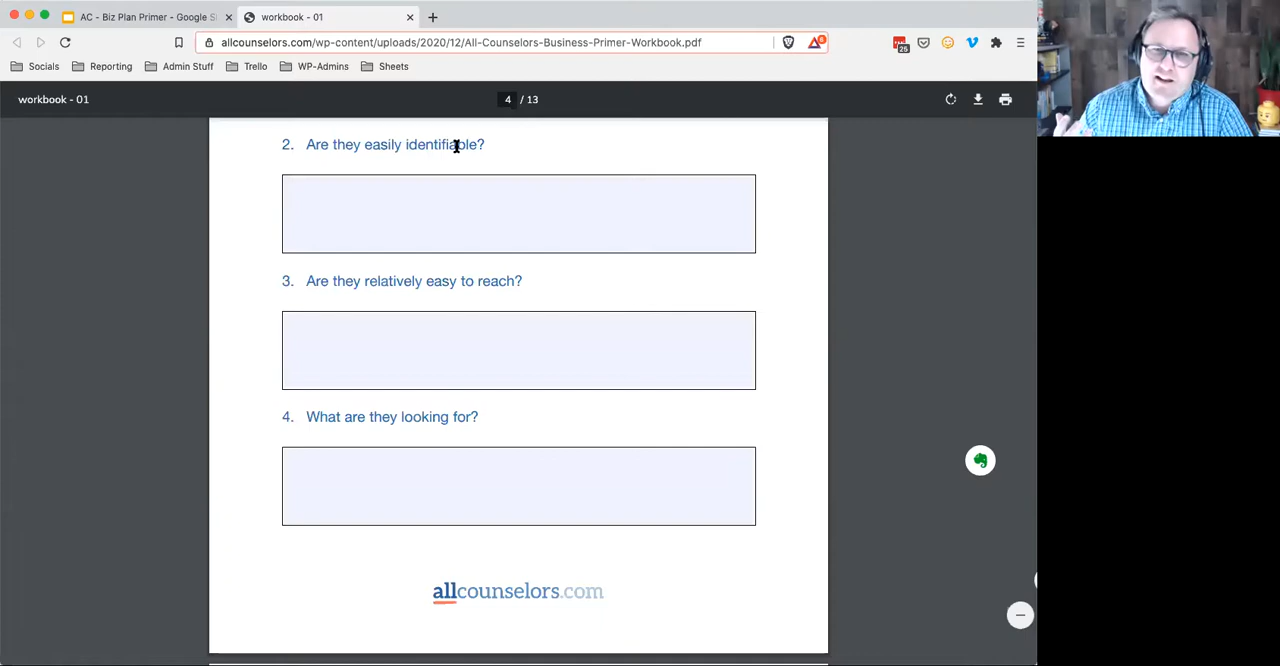 AC - Biz Plan Primer - Google Sl
workbook - 01
allcounselors.com/wp-content/uploads/2020/12/All-Counselors-Business-Primer-Workbook.pdf
6
25
Socials
Reporting
Admin Stuff
Trello
WP-Admins
Sheets
workbook - 01
4 / 13
2. Are they easily identifiable?
3. Are they relatively easy to reach?
4. What are they looking for?
allcounselors.com